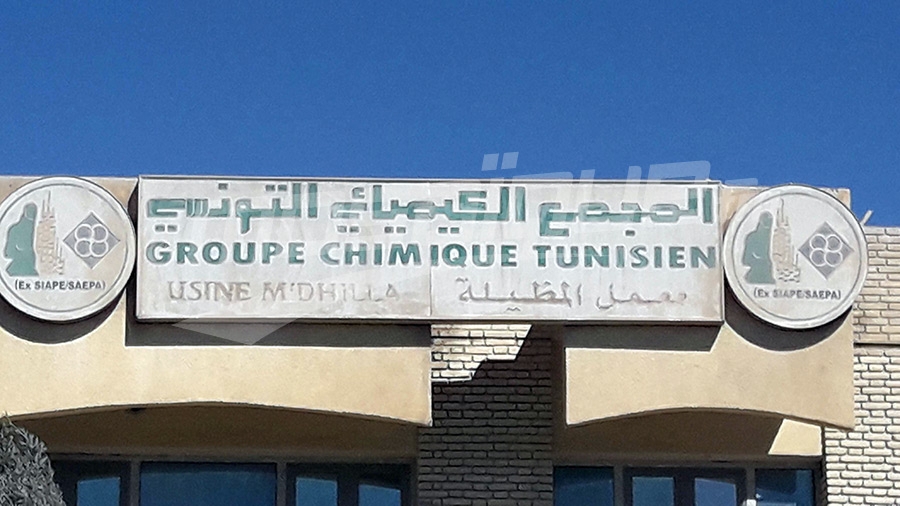 المجمع الكيميائي التونسي
GROUPE CHIMIQUE TUNISIEN
USINE M'DHILLA معمل المظيلة
(Ex SIAPE/SAEPA)
(Ex SIAPE/SAEPA)